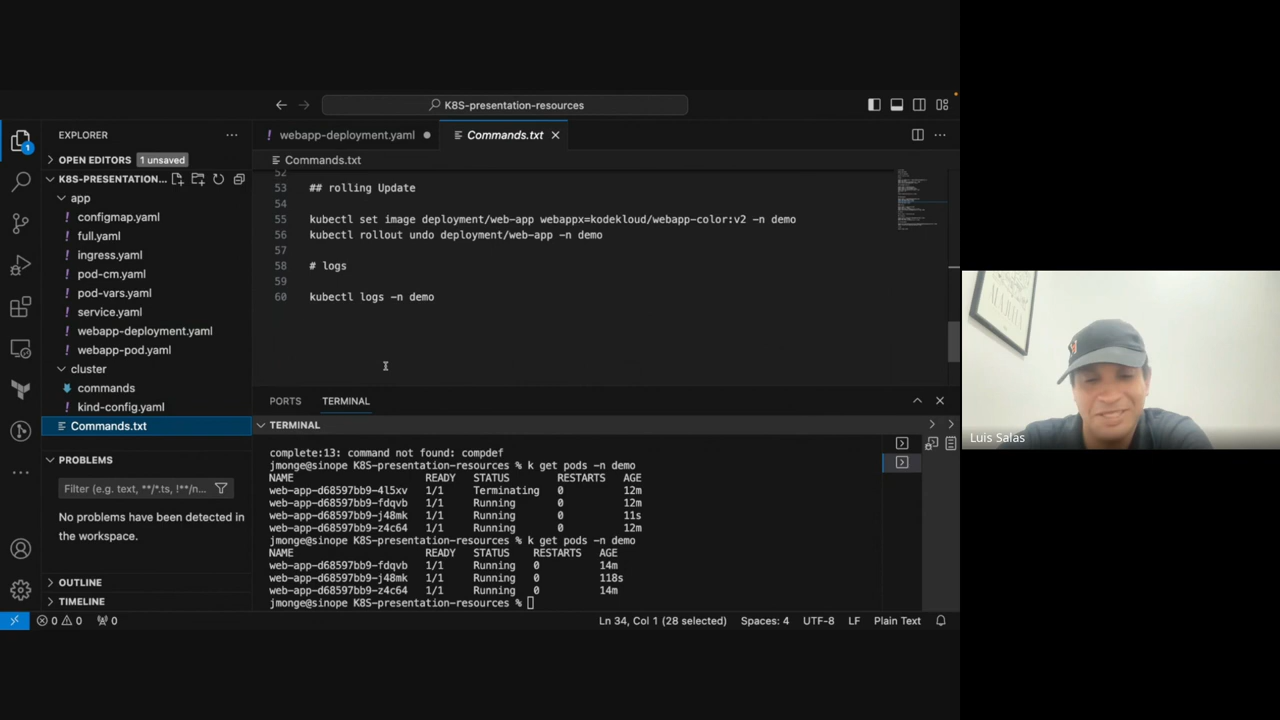 K8S-presentation-resources
EXPLORER
webapp-deployment.yaml
Commands.txt
OPEN EDITORS 1 unsaved
Commands.txt
K8S-PRESENTATION...
app
configmap.yaml
full.yaml
ingress.yaml
pod-cm.yaml
pod-vars.yaml
service.yaml
webapp-deployment.yaml
webapp-pod.yaml
cluster
commands
kind-config.yaml
Commands.txt
PROBLEMS
Filter (e.g. text, **/*.ts, !**/n...
No problems have been detected in
the workspace.
OUTLINE
TIMELINE
1
52
53 ## rolling Update
54
55 kubectl set image deployment/web-app webappx=kodekloud/webapp-color:v2 -n demo
56 kubectl rollout undo deployment/web-app -n demo
57
58 # logs
59
60 kubectl logs -n demo
PORTS TERMINAL
TERMINAL
complete:13: command not found: compdef
jmonge@sinope K8S-presentation-resources % k get pods -n demo
NAME READY STATUS RESTARTS AGE
web-app-d68597bb9-4l5xv 1/1 Terminating 0 12m
web-app-d68597bb9-fdqvb 1/1 Running 0 12m
web-app-d68597bb9-j48mk 1/1 Running 0 11s
web-app-d68597bb9-z4c64 1/1 Running 0 12m
jmonge@sinope K8S-presentation-resources % k get pods -n demo
NAME READY STATUS RESTARTS AGE
web-app-d68597bb9-fdqvb 1/1 Running 0 14m
web-app-d68597bb9-j48mk 1/1 Running 0 118s
web-app-d68597bb9-z4c64 1/1 Running 0 14m
jmonge@sinope K8S-presentation-resources %
0 0 0 Ln 34, Col 1 (28 selected) Spaces: 4 UTF-8 LF Plain Text
Luis Salas